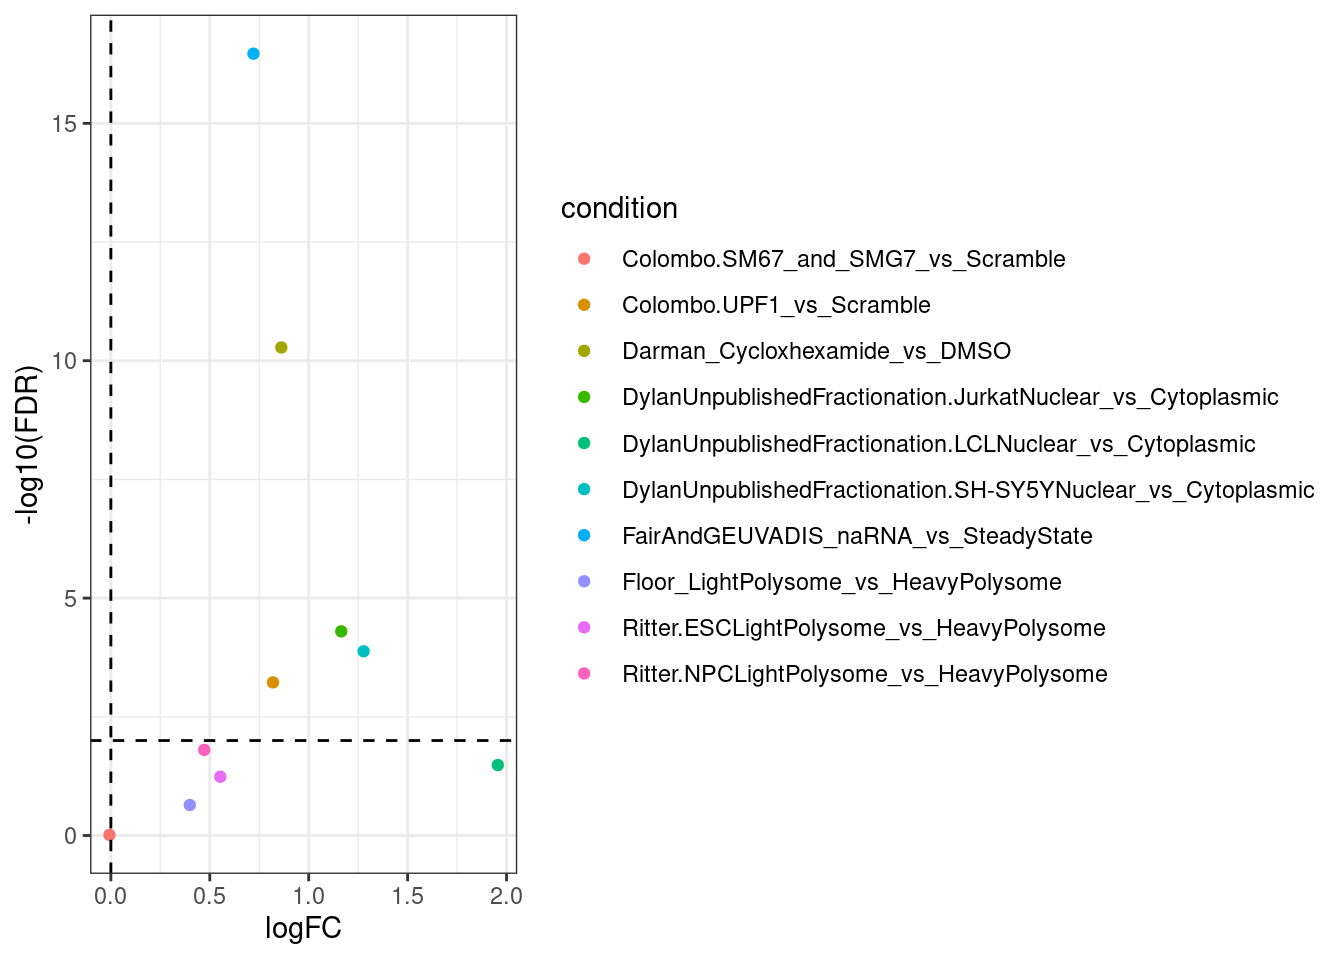 15
10
5
0
-log10(FDR)
0.0 0.5 1.0 1.5 2.0
logFC
condition
Colombo.SM67_and_SMG7_vs_Scramble
Colombo.UPF1_vs_Scramble
Darman_Cycloxhexamide_vs_DMSO
DylanUnpublishedFractionation.JurkatNuclear_vs_Cytoplasmic
DylanUnpublishedFractionation.LCLNuclear_vs_Cytoplasmic
DylanUnpublishedFractionation.SH-SY5YNuclear_vs_Cytoplasmic
FairAndGEUVADIS_naRNA_vs_SteadyState
Floor_LightPolysome_vs_HeavyPolysome
Ritter.ESCLightPolysome_vs_HeavyPolysome
Ritter.NPCLightPolysome_vs_HeavyPolysome